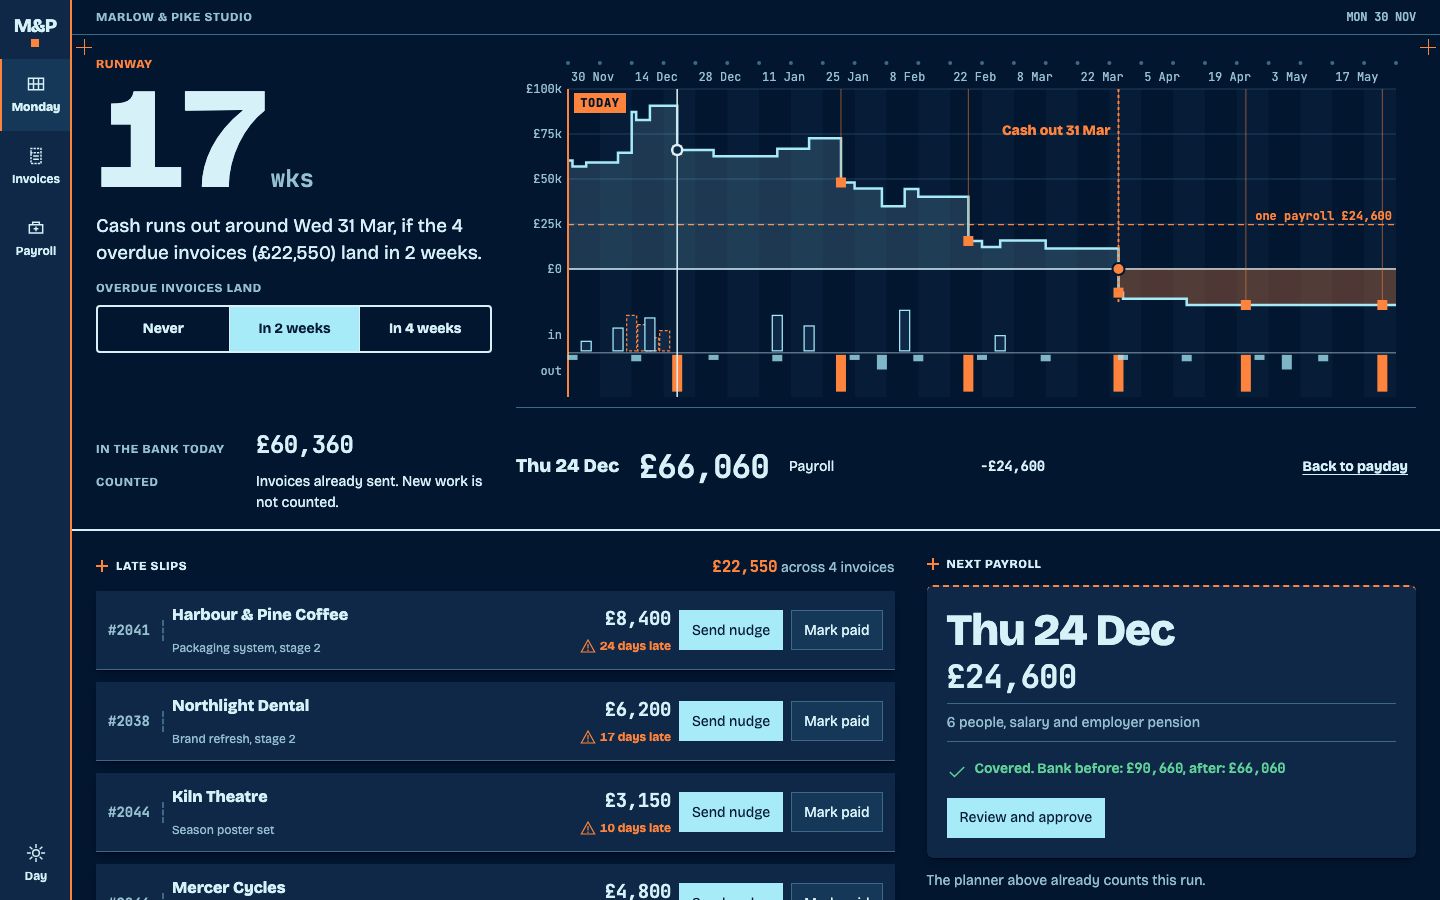 M&P
MARLOW & PIKE STUDIO
MON 30 NOV
Monday
Invoices
Payroll
Day
RUNWAY
17 wks
Cash runs out around Wed 31 Mar, if the 4
overdue invoices (£22,550) land in 2 weeks.
OVERDUE INVOICES LAND
Never
In 2 weeks
In 4 weeks
IN THE BANK TODAY
£60,360
COUNTED
Invoices already sent. New work is
not counted.
30 Nov 14 Dec 28 Dec 11 Jan 25 Jan 8 Feb 22 Feb 8 Mar 22 Mar 5 Apr 19 Apr 3 May 17 May
£100k
TODAY
£75k
Cash out 31 Mar
£50k
£25k
one payroll £24,600
£0
in
out
Thu 24 Dec
£66,060
Payroll
-£24,600
Back to payday
LATE SLIPS
£22,550 across 4 invoices
#2041
Harbour & Pine Coffee
Packaging system, stage 2
£8,400
24 days late
Send nudge
Mark paid
#2038
Northlight Dental
Brand refresh, stage 2
£6,200
17 days late
Send nudge
Mark paid
#2044
Kiln Theatre
Season poster set
£3,150
10 days late
Send nudge
Mark paid
Mercer Cycles
£4,800
NEXT PAYROLL
Thu 24 Dec
£24,600
6 people, salary and employer pension
Covered. Bank before: £90,660, after: £66,060
Review and approve
The planner above already counts this run.